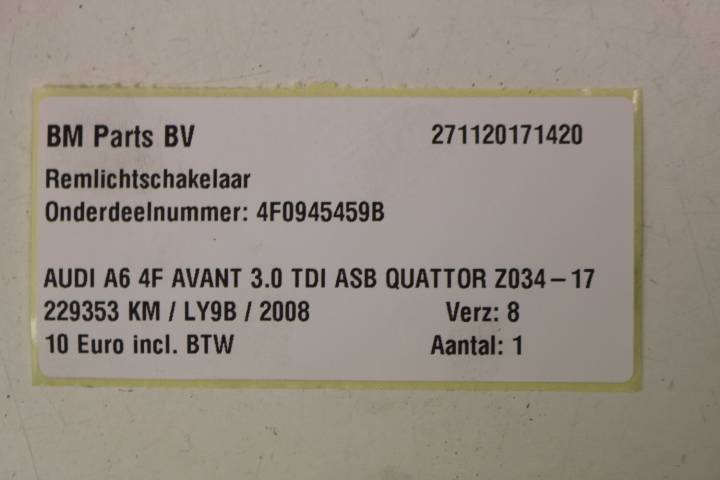 BM Parts BV 271120171420
Remlichtschakelaar
Onderdeelnummer: 4F0945459B
AUDI A6 4F AVANT 3.0 TDI ASB QUATTOR Z034-17
229353 KM / LY9B / 2008 Verz: 8
10 Euro incl. BTW Aantal: 1